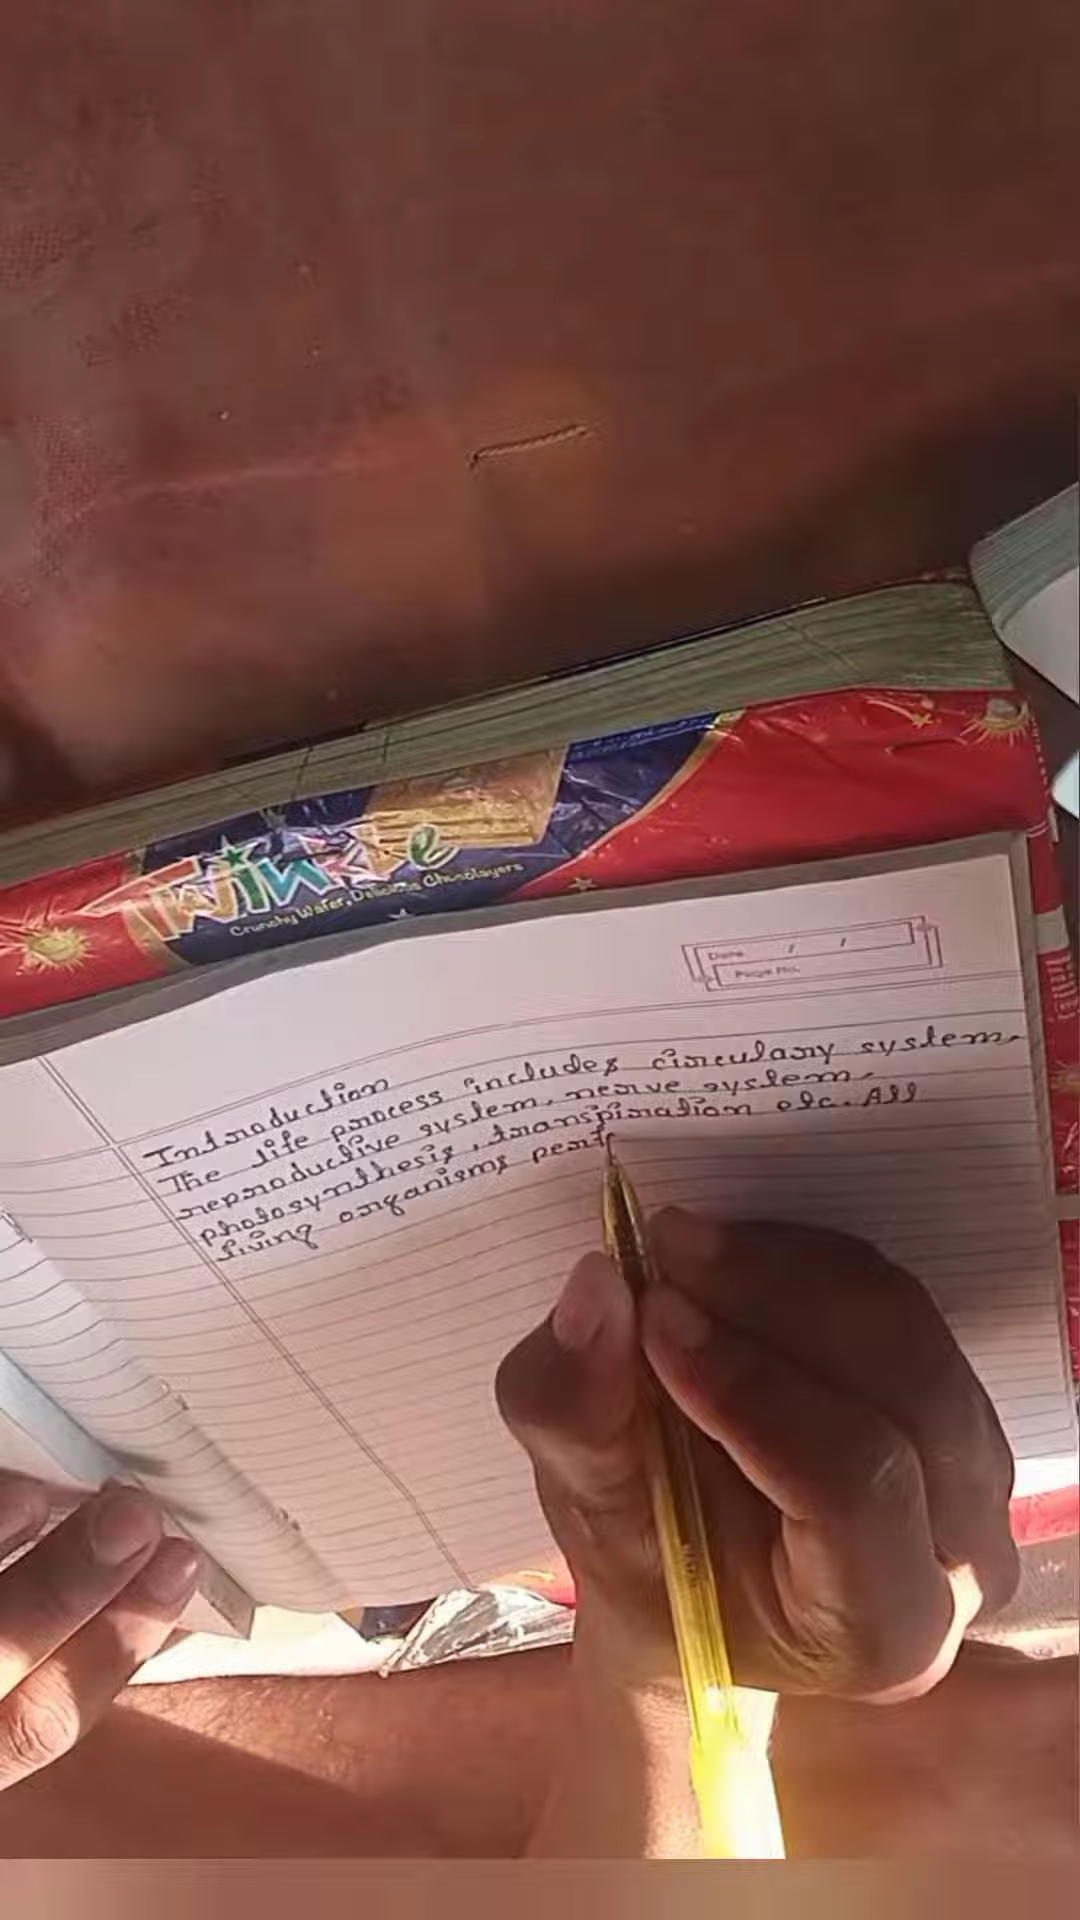 Twinkle
Crunchy Wafer, Delicious Chocolayers
Date / /
Page No.
Introduction
The life process includes circulary system,
reproductive system, nerve system,
photosynthesis, transpiration etc. All
living organisms perf